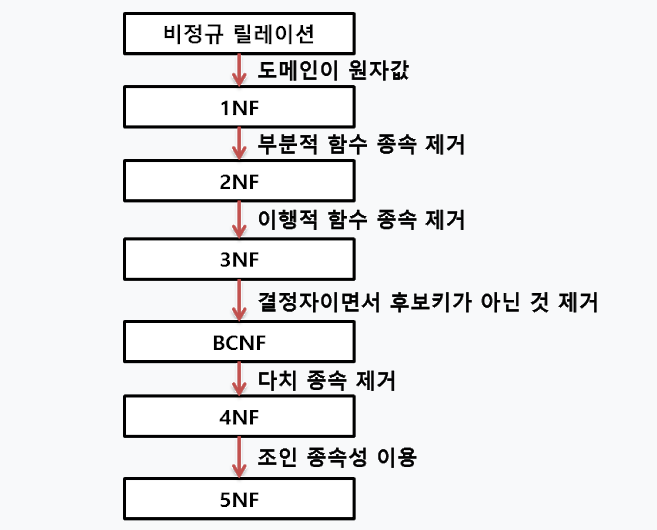 비정규 릴레이션
도메인이 원자값
1NF
부분적 함수 종속 제거
2NF
이행적 함수 종속 제거
3NF
결정자이면서 후보키가 아닌 것 제거
BCNF
다치 종속 제거
4NF
조인 종속성 이용
5NF